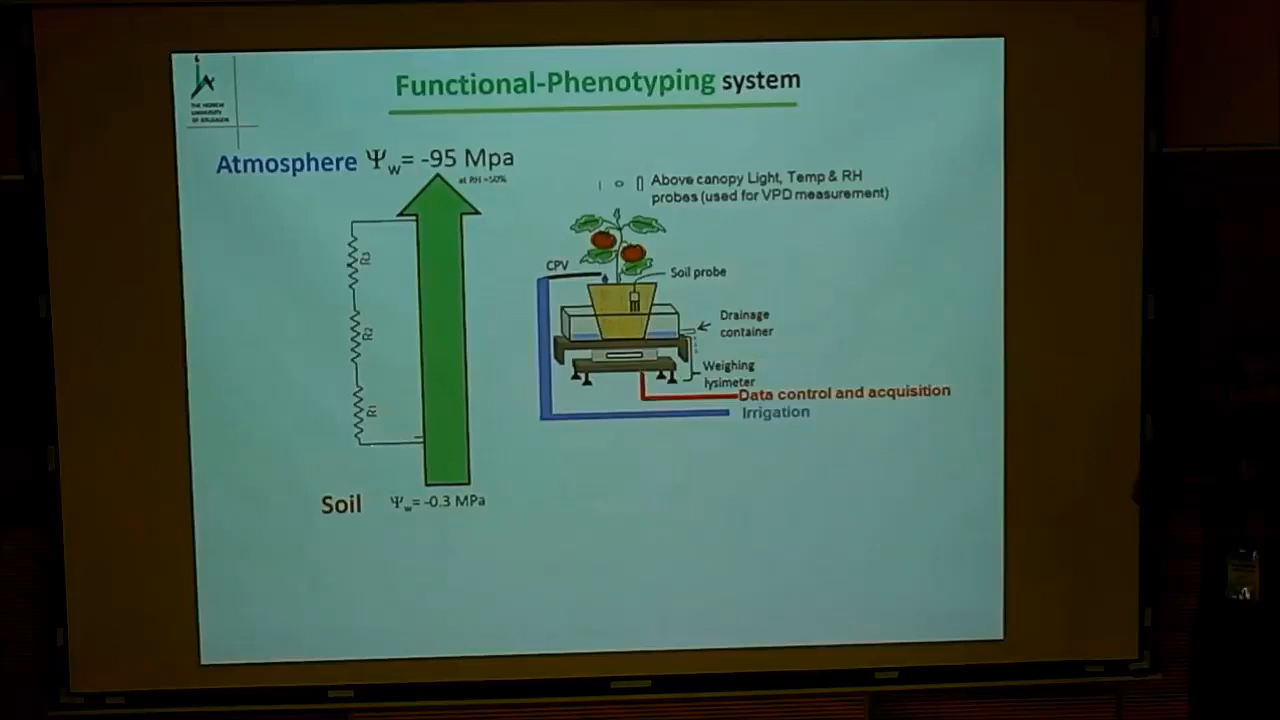 THE HEBREW
UNIVERSITY
OF JERUSALEM
Functional-Phenotyping system
Atmosphere Ψw= -95 Mpa
at RH =50%
Above canopy Light, Temp & RH
probes (used for VPD measurement)
R3
R2
R1
CPV
Soil probe
Drainage
container
Weighing
lysimeter
Data control and acquisition
Irrigation
Soil Ψw= -0.3 MPa